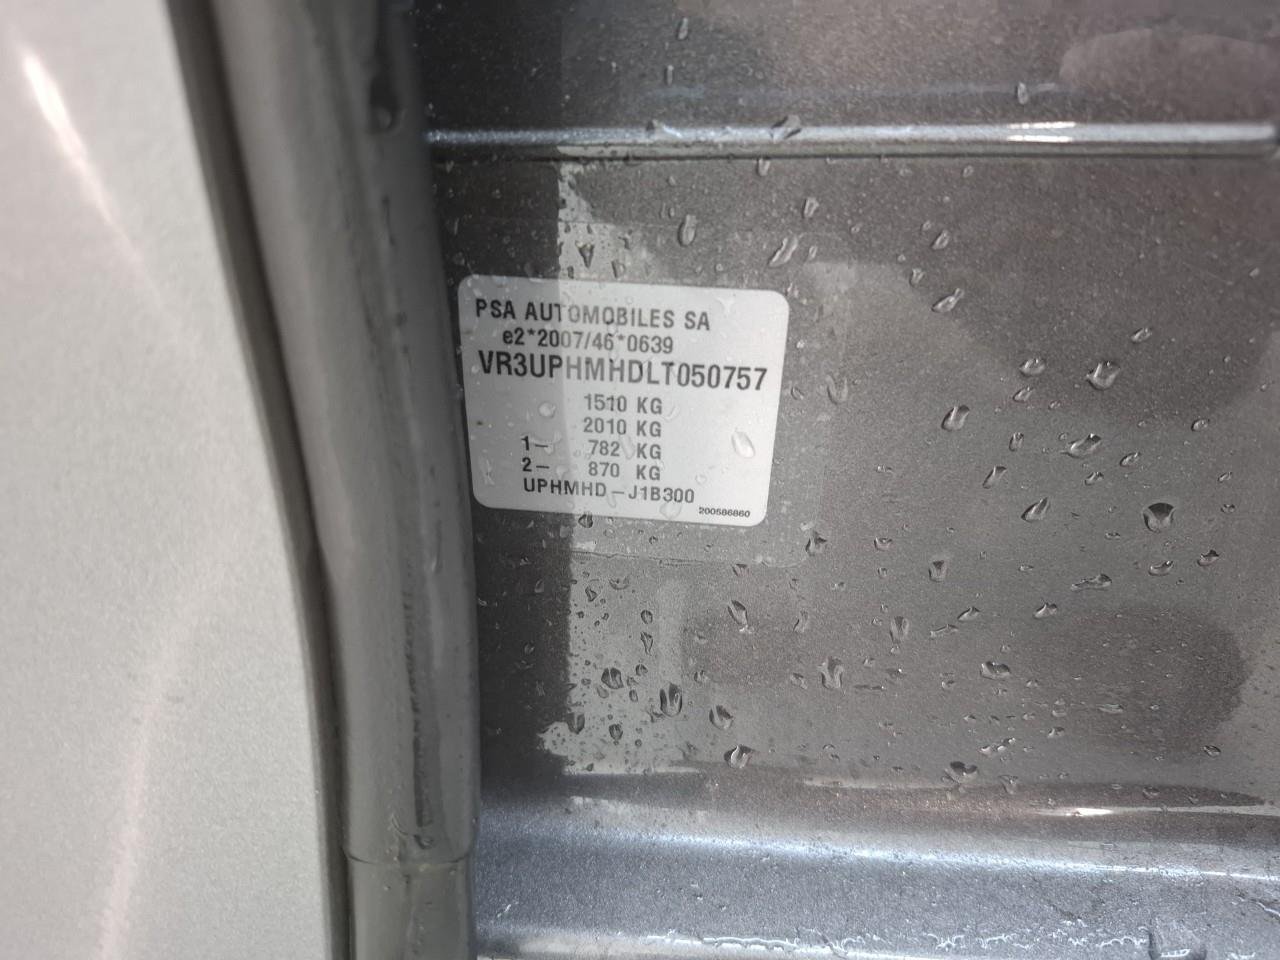 PSA AUTOMOBILES SA
e2*2007/46*0639
VR3UPHMHDLT050757
1510 KG
2010 KG
1- 782 KG
2- 870 KG
UPHMHD-J1B300
200586860